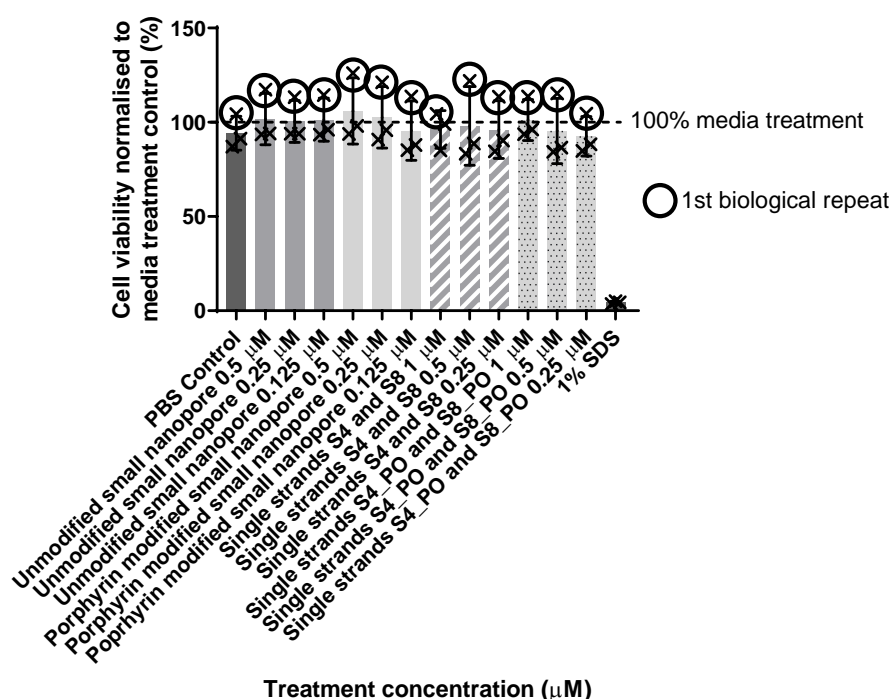 Cell viability normalised to
media treatment control (%)
150
100
50
0
100% media treatment
1st biological repeat
PBS Control
Unmodified small nanopore 0.5 μM
Unmodified small nanopore 0.25 μM
Unmodified small nanopore 0.125 μM
Porphyrin modified small nanopore 0.5 μM
Porphyrin modified small nanopore 0.25 μM
Poprhyrin modified small nanopore 0.125 μM
Single strands S4 and S8 1 μM
Single strands S4 and S8 0.5 μM
Single strands S4 and S8 0.25 μM
Single strands S4_PO and S8_PO 1 μM
Single strands S4_PO and S8_PO 0.5 μM
Single strands S4_PO and S8_PO 0.25 μM
1% SDS
Treatment concentration (μM)